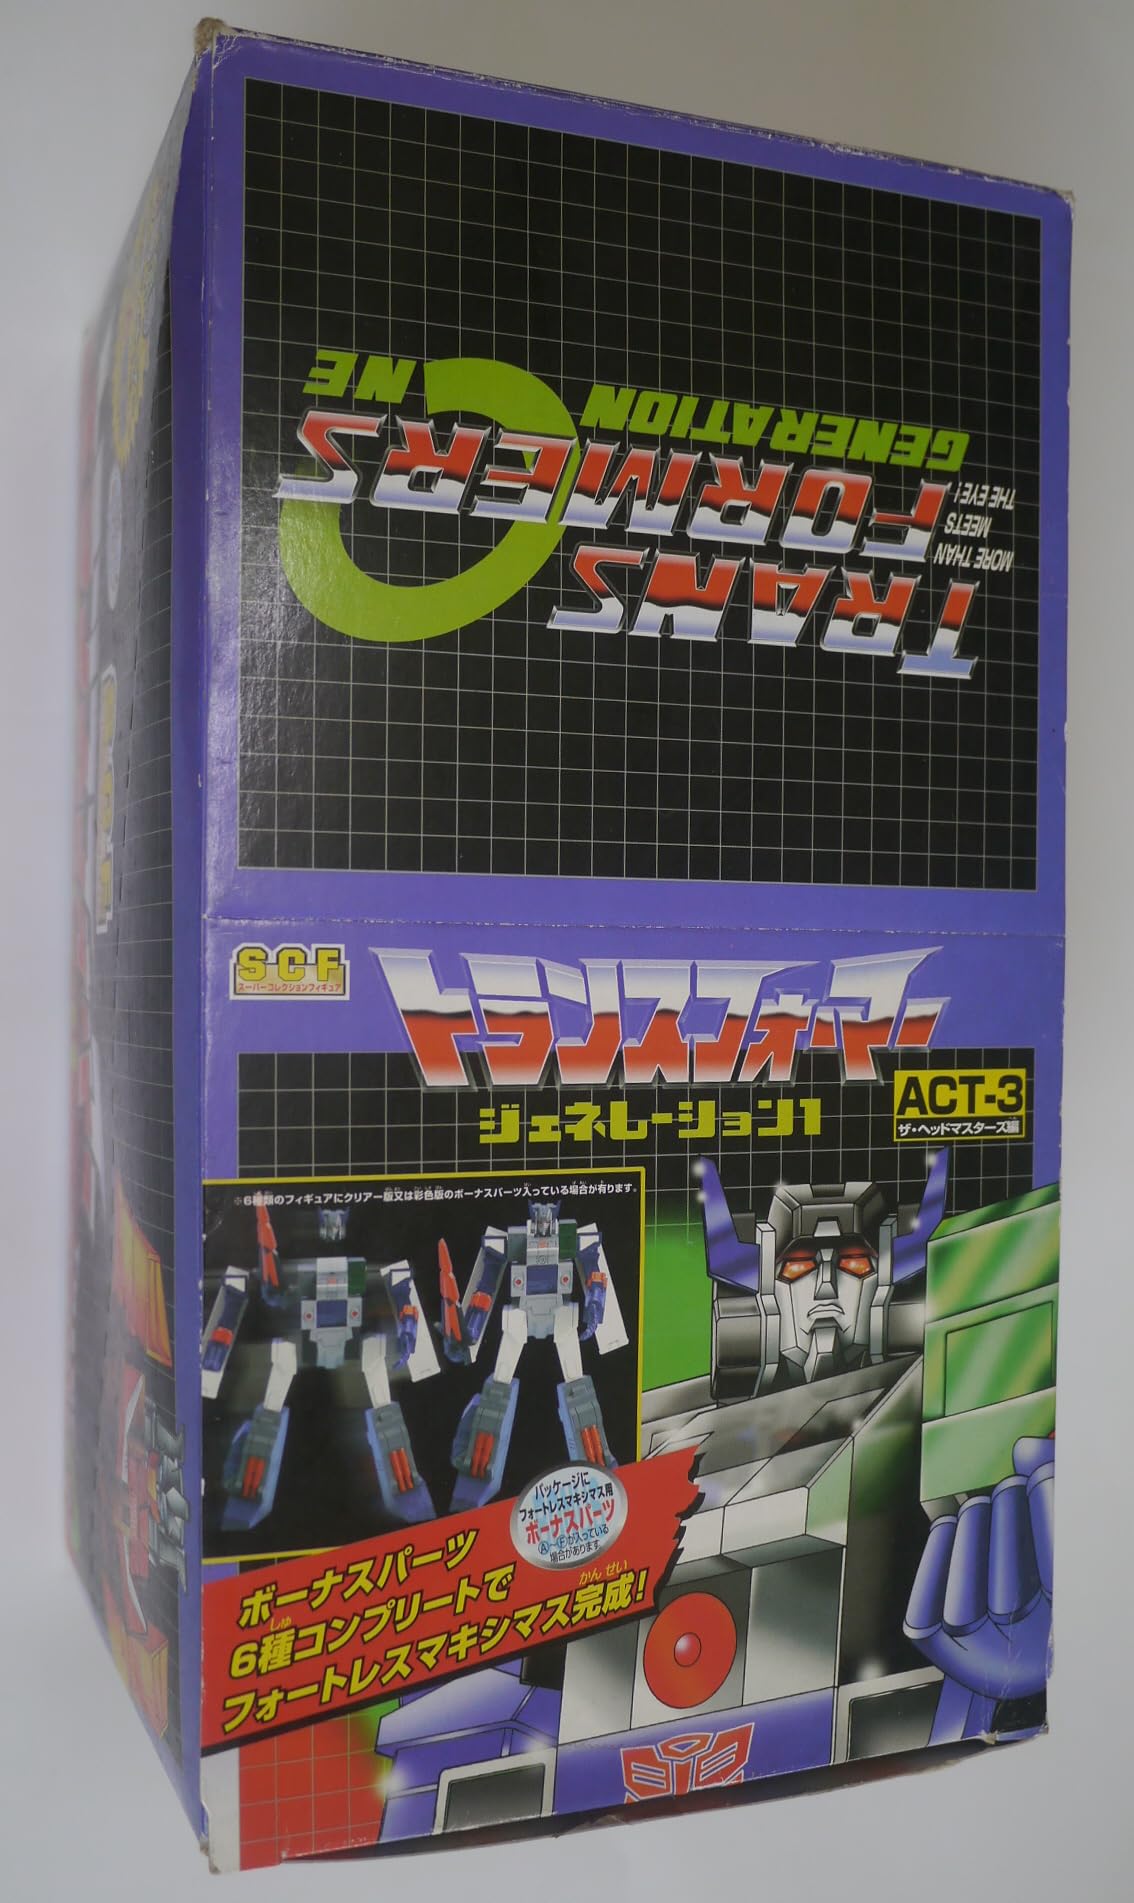 TRANS
FORMERS
MORE THAN
MEETS
THE EYE!
GENERATION ONE
SCF
スーパーコレクションフィギュア
トランスフォーマー
ジェネレーション1
ACT-3
ザ・ヘッドマスターズ編
※6種類のフィギュアにクリアー版又は彩色版のボーナスパーツ入っている場合が有ります。
パッケージに
フォートレスマキシマス用
ボーナスパーツ
Ⓐ〜Ⓕが入っている
場合があります。
ボーナスパーツ
6種コンプリートで
フォートレスマキシマス完成!